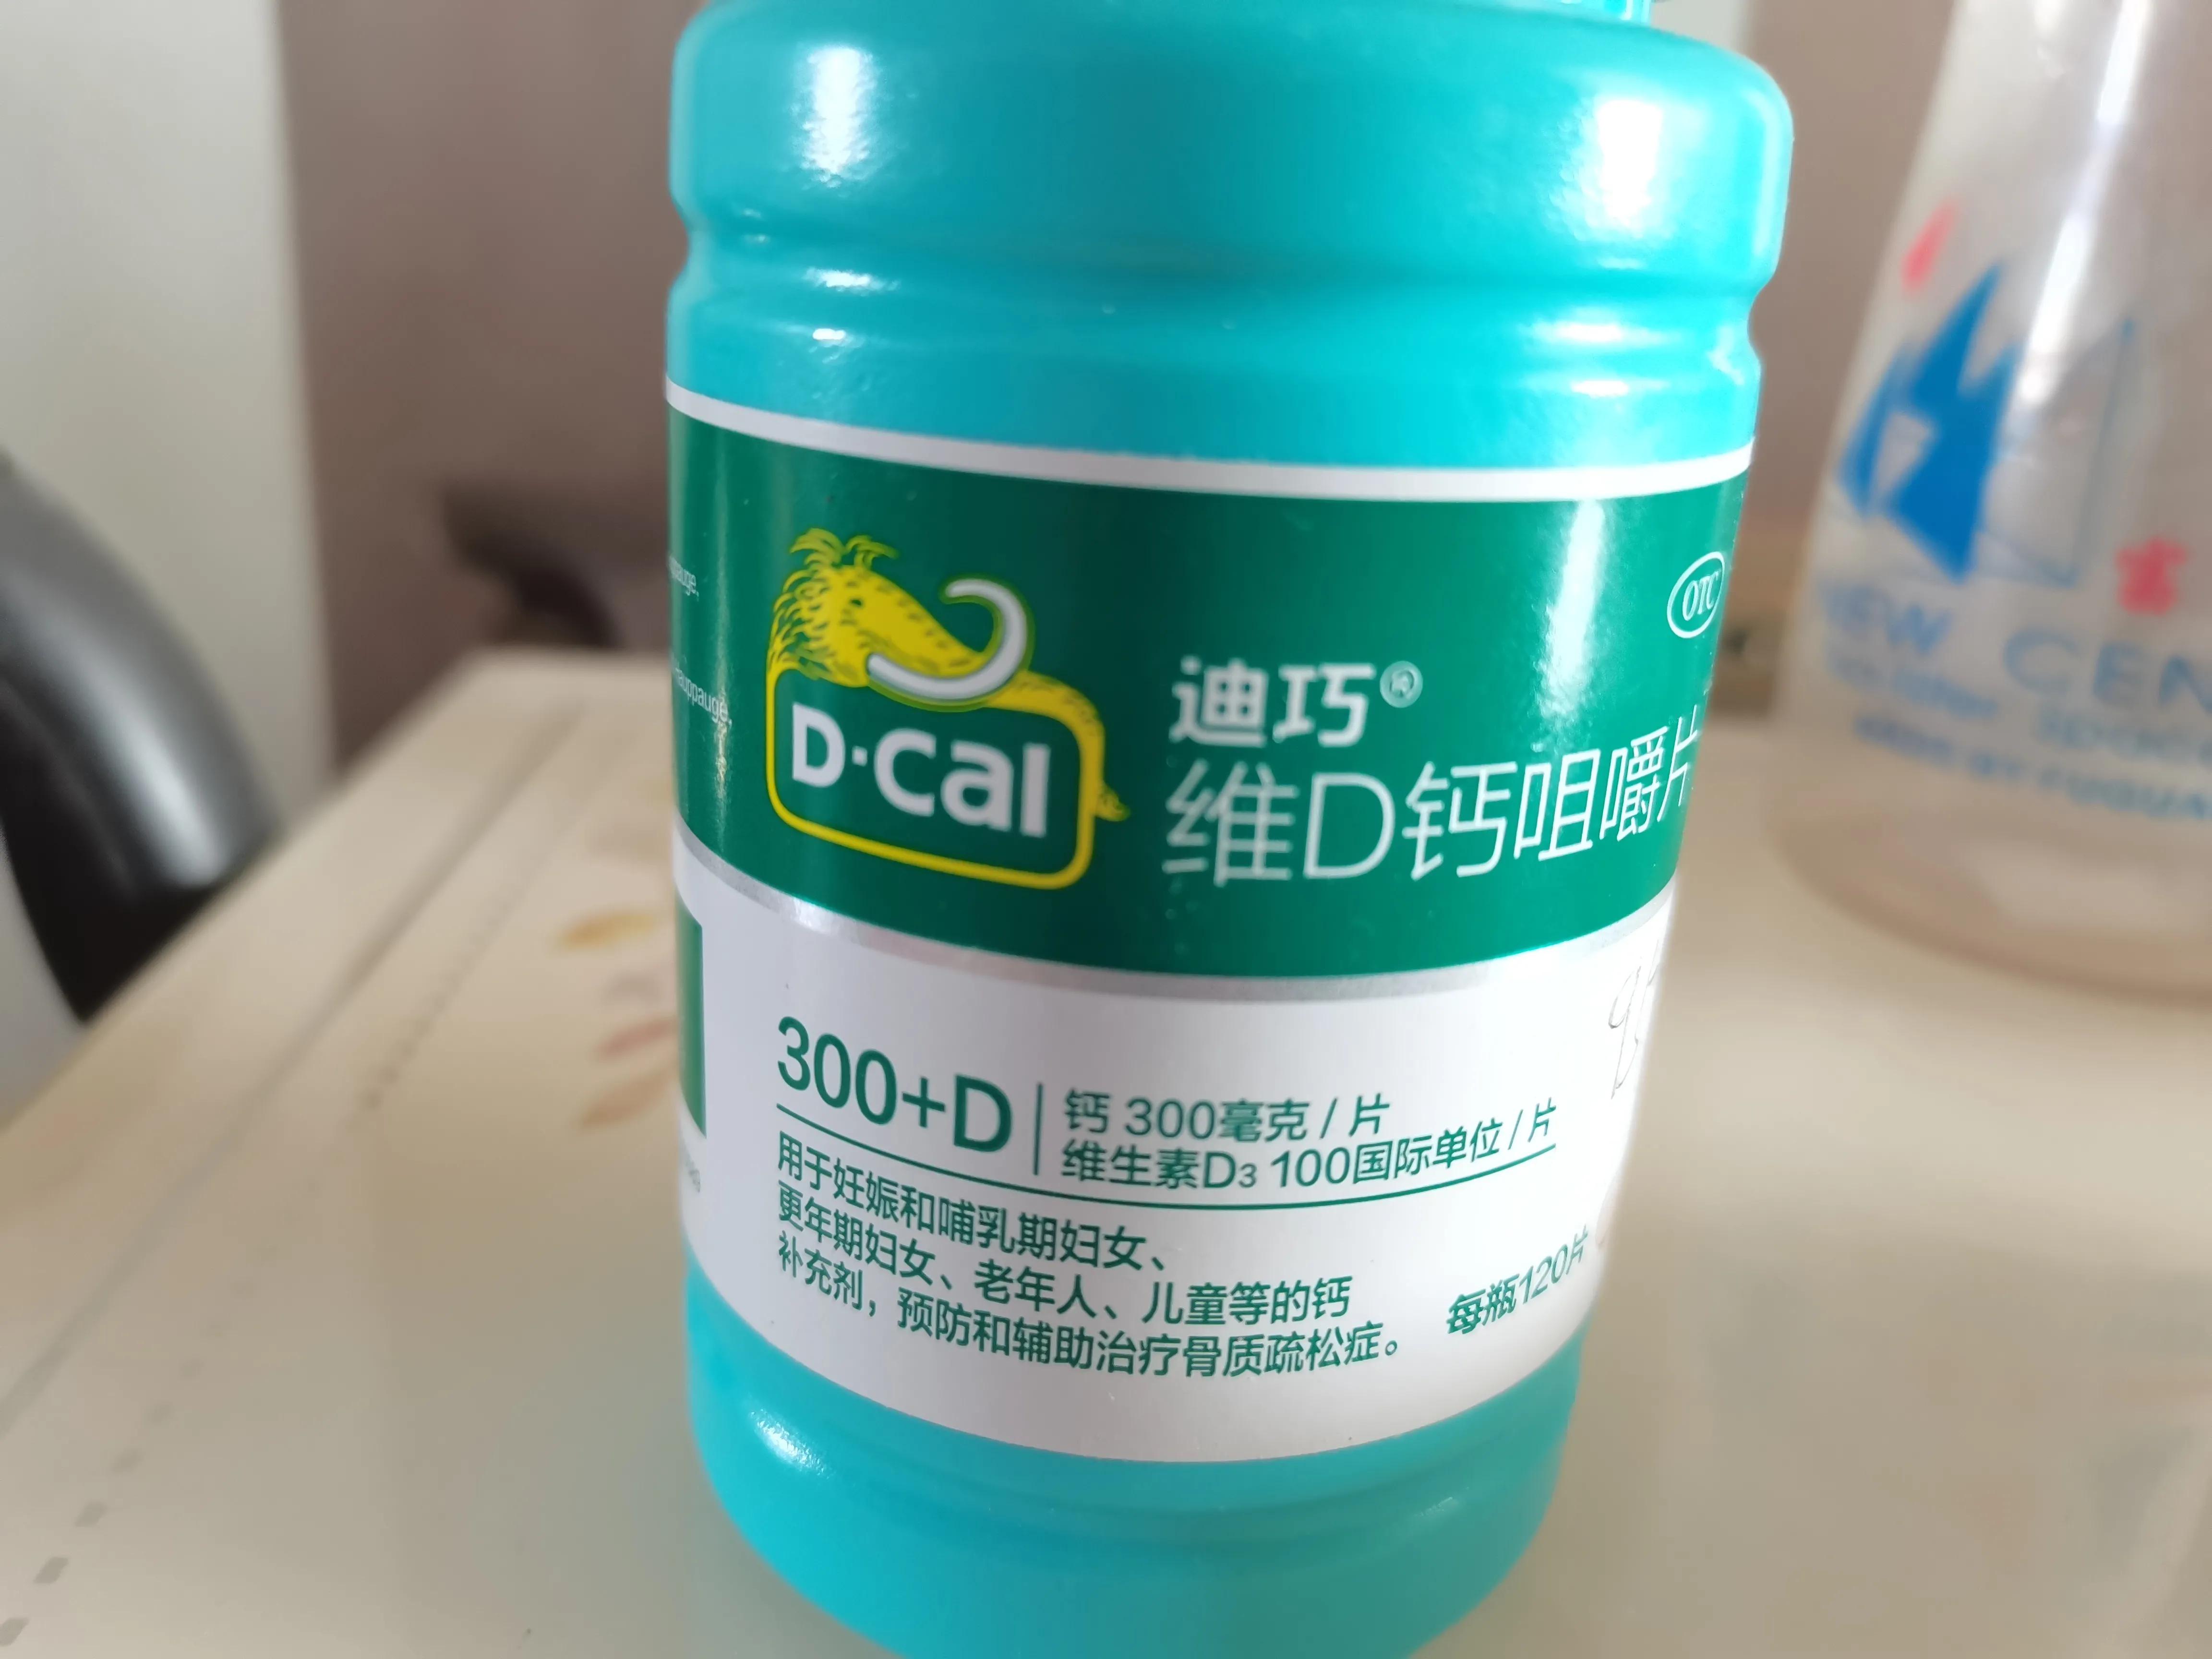 OTC
D·Cal
迪巧®
维D钙咀嚼片
300+D
钙 300毫克/片
维生素D3 100国际单位/片
用于妊娠和哺乳期妇女、
更年期妇女、老年人、儿童等的钙
补充剂，预防和辅助治疗骨质疏松症。
每瓶120片
NEW CEN